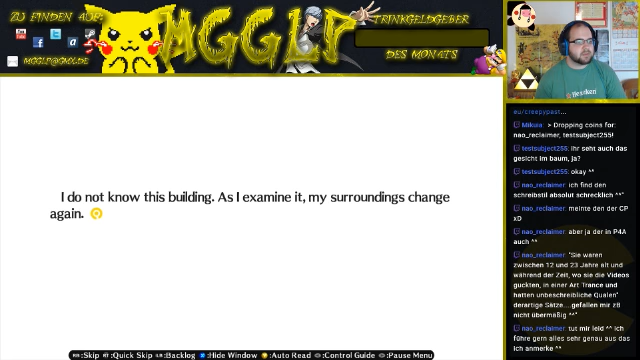 ZU FINDEN AUF:
MGGLP@GMX.DE
MGGLP
TRINKGELDGEBER
DES MONATS
I do not know this building. As I examine it, my surroundings change
again.
:Skip :Quick Skip :Backlog :Hide Window :Auto Read :Control Guide :Pause Menu
eu/creepypast...
Mikuia: > Dropping coins for:
nao_reclaimer, testsubject255!
testsubject255: ihr seht auch das
gesicht im baum, ja?
testsubject255: okay ^^
nao_reclaimer: ich find den
schreibstil absolut schrecklich ^^"
nao_reclaimer: meinte den der CP
xD
nao_reclaimer: aber ja der in P4A
auch ^^
nao_reclaimer: "Sie waren
zwischen 12 und 23 Jahre alt und
während der Zeit, wo sie die Videos
guckten, in einer Art Trance und
hatten unbeschreibliche Qualen"
derartige Sätze....gefallen mir zB
nicht übermäßig ^^"
nao_reclaimer: tut mir leid ^^ ich
führe gern alles sehr genau aus das
ich anmerke ^^